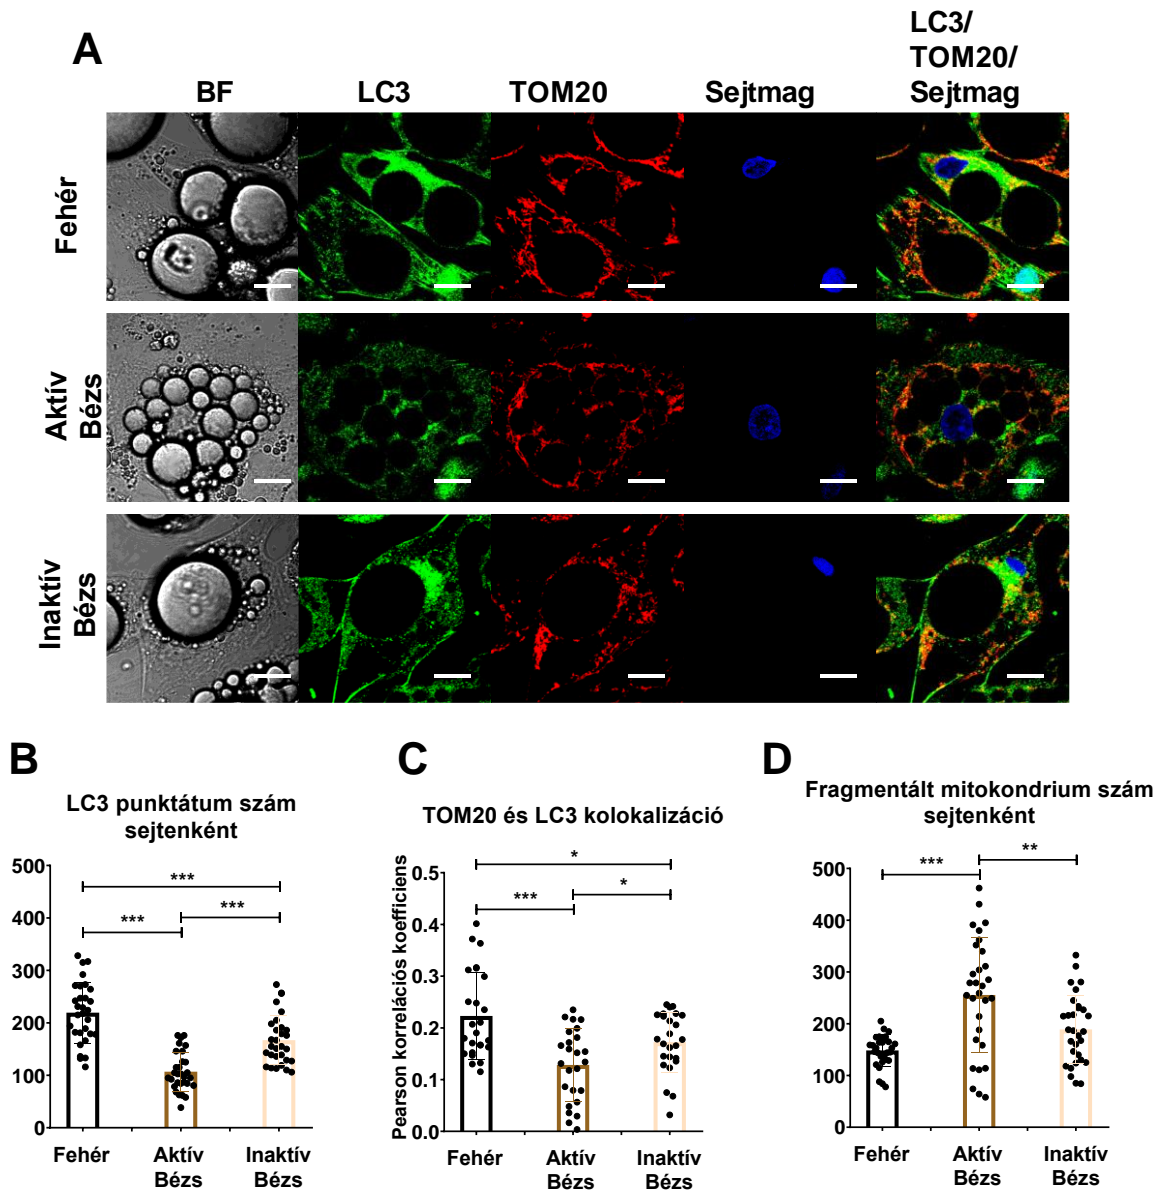 A
BF
LC3
TOM20
Sejtmag
LC3/
TOM20/
Sejtmag
Fehér
Aktív
Bézs
Inaktív
Bézs
B
LC3 punktátum szám
sejtenként
500
400
300
200
100
0
***
***
***
Fehér
Aktív
Bézs
Inaktív
Bézs
C
TOM20 és LC3 kolokalizáció
Pearson korrelációs koefficiens
0.5
0.4
0.3
0.2
0.1
0.0
*
***
*
Fehér
Aktív
Bézs
Inaktív
Bézs
D
Fragmentált mitokondrium szám
sejtenként
500
400
300
200
100
0
***
**
Fehér
Aktív
Bézs
Inaktív
Bézs